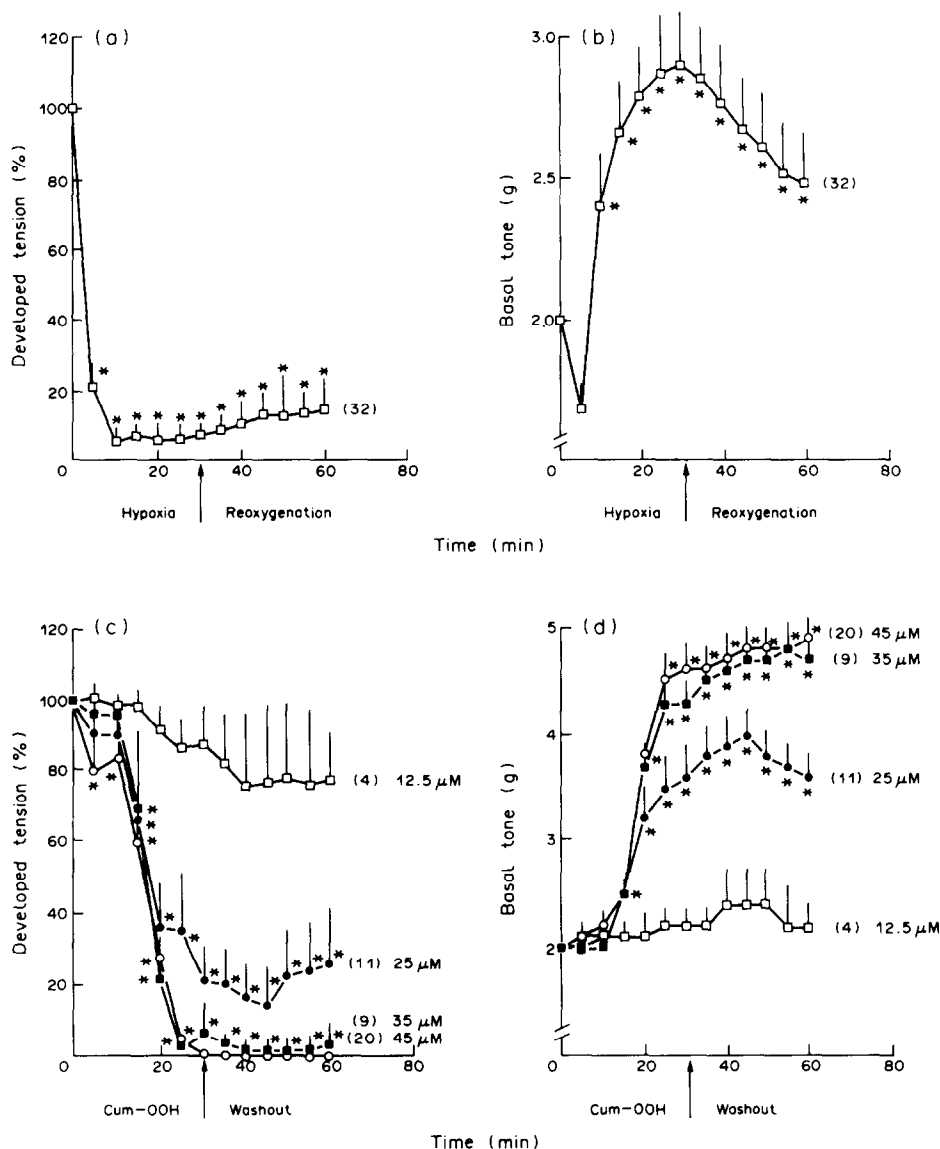 (a)
120
100
80
60
40
20
Developed tension (%)
* * * * * * * * * * * *
(32)
0 20 40 60 80
Hypoxia Reoxygenation
(b)
3.0
2.5
2.0
Basal tone (g)
* * * * * * * * * * *
(32)
0 20 40 60 80
Hypoxia Reoxygenation
Time (min)
(c)
120
100
80
60
40
20
Developed tension (%)
(4) 12.5 μM
(11) 25 μM
(9) 35 μM
(20) 45 μM
0 20 40 60 80
Cum-OOH Washout
(d)
5
4
3
2
Basal tone (g)
(20) 45 μM
(9) 35 μM
(11) 25 μM
(4) 12.5 μM
0 20 40 60 80
Cum-OOH Washout
Time (min)